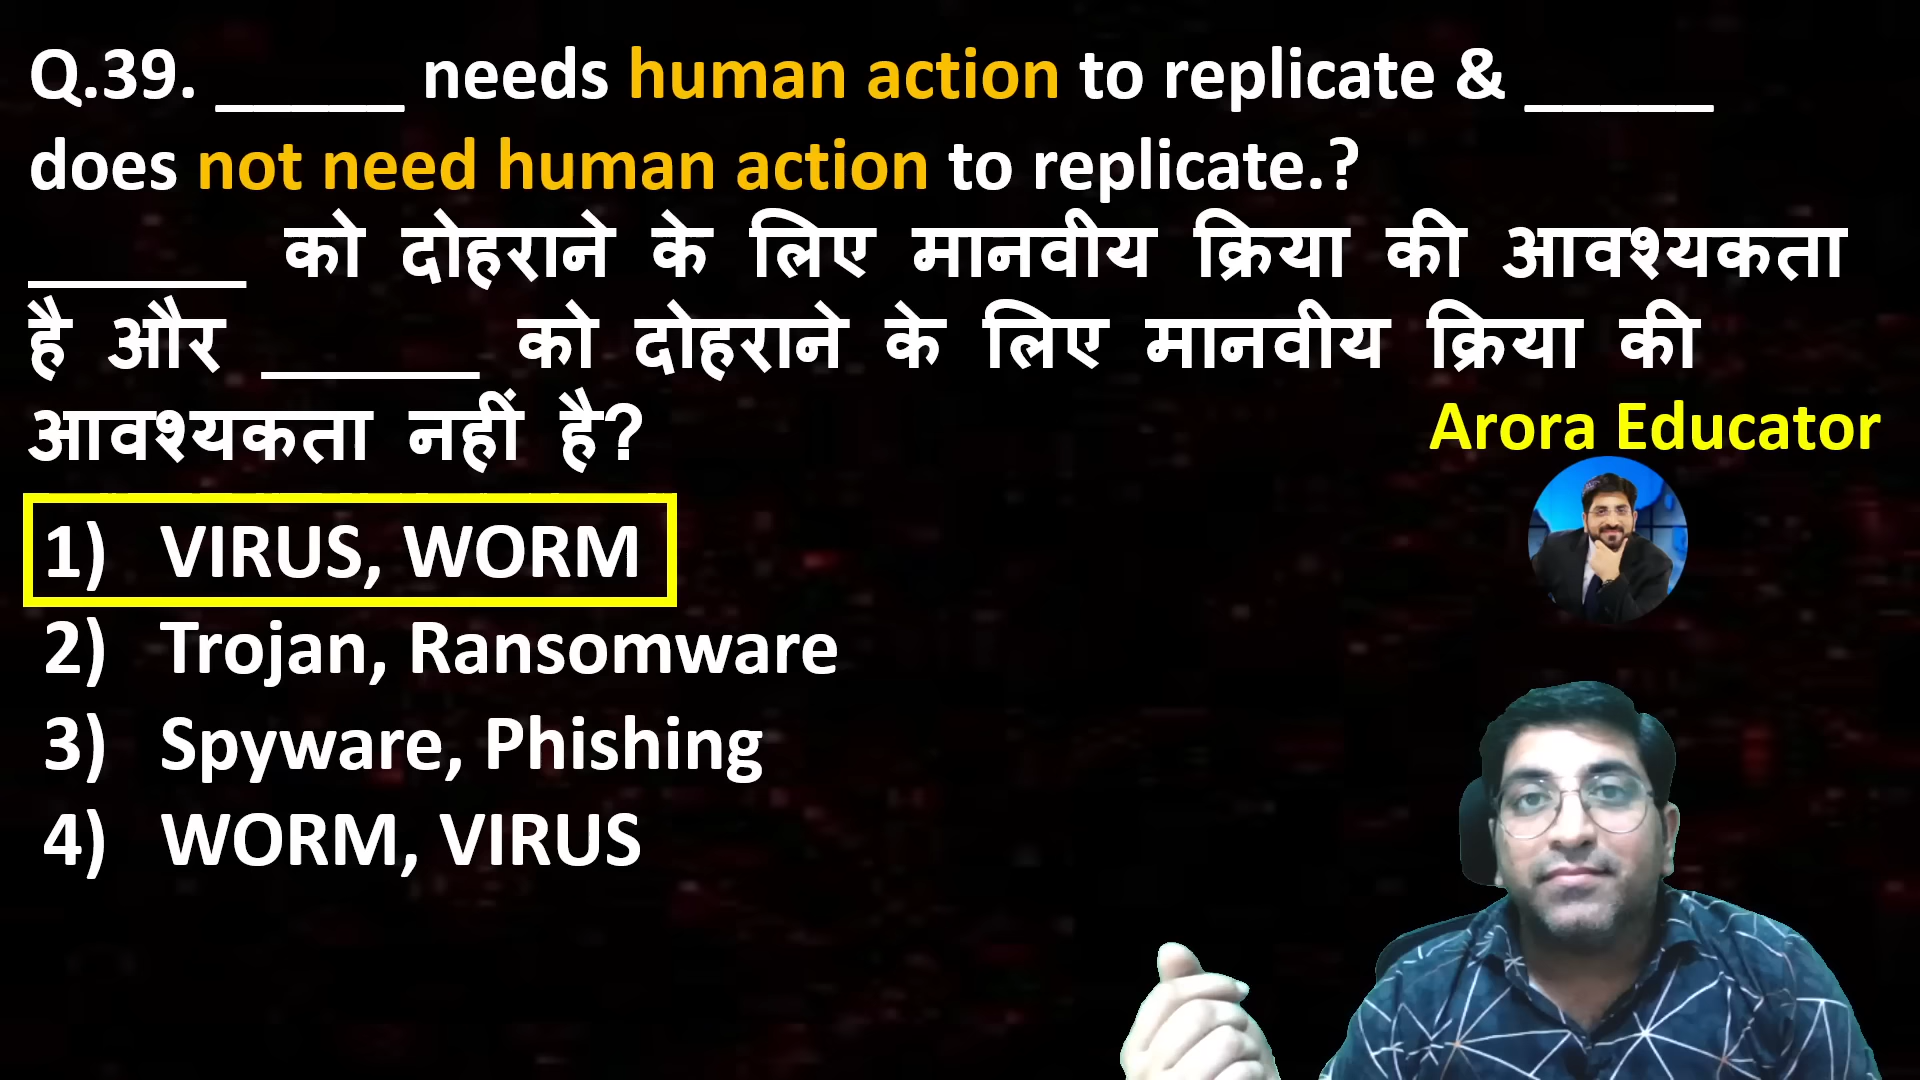 Q.39. _____ needs human action to replicate & _____
does not need human action to replicate.?
______ को दोहराने के लिए मानवीय क्रिया की आवश्यकता
है और ______ को दोहराने के लिए मानवीय क्रिया की
आवश्यकता नहीं है?
Arora Educator
1) VIRUS, WORM
2) Trojan, Ransomware
3) Spyware, Phishing
4) WORM, VIRUS